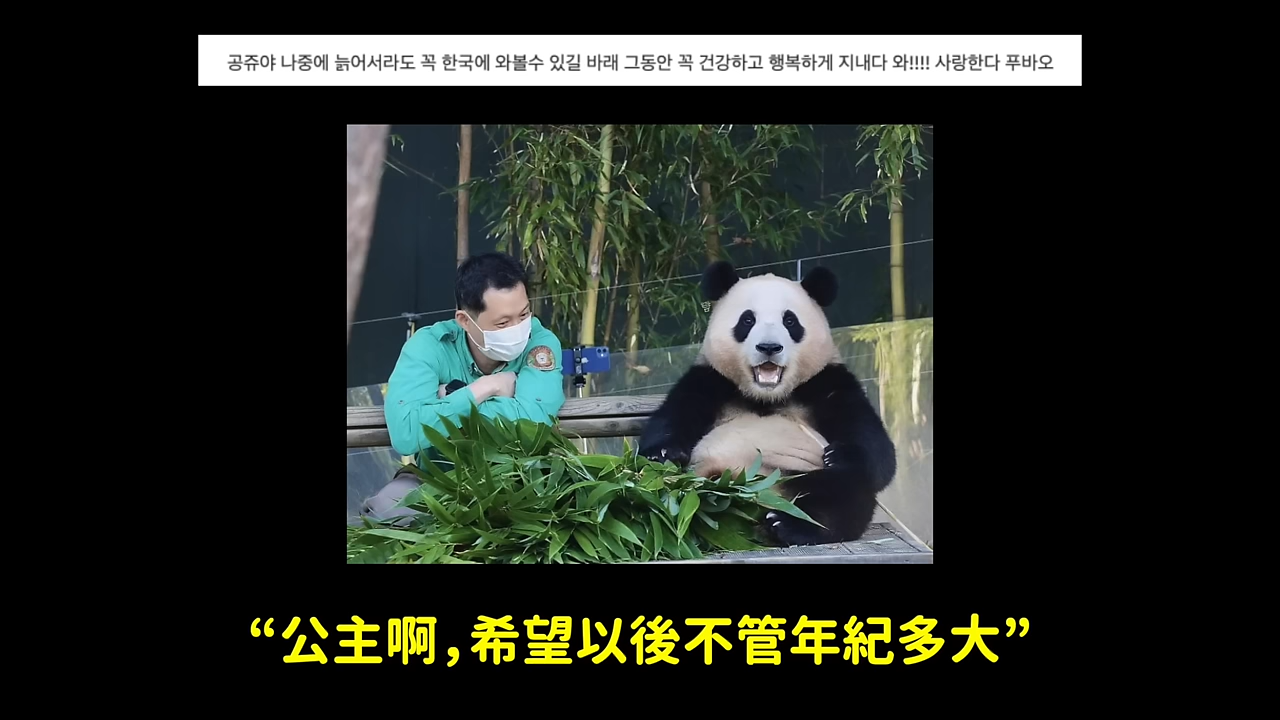 공쥬야 나중에 늙어서라도 꼭 한국에 와볼수 있길 바래 그동안 꼭 건강하고 행복하게 지내다 와!!!! 사랑한다 푸바오
“公主啊,希望以後不管年紀多大”